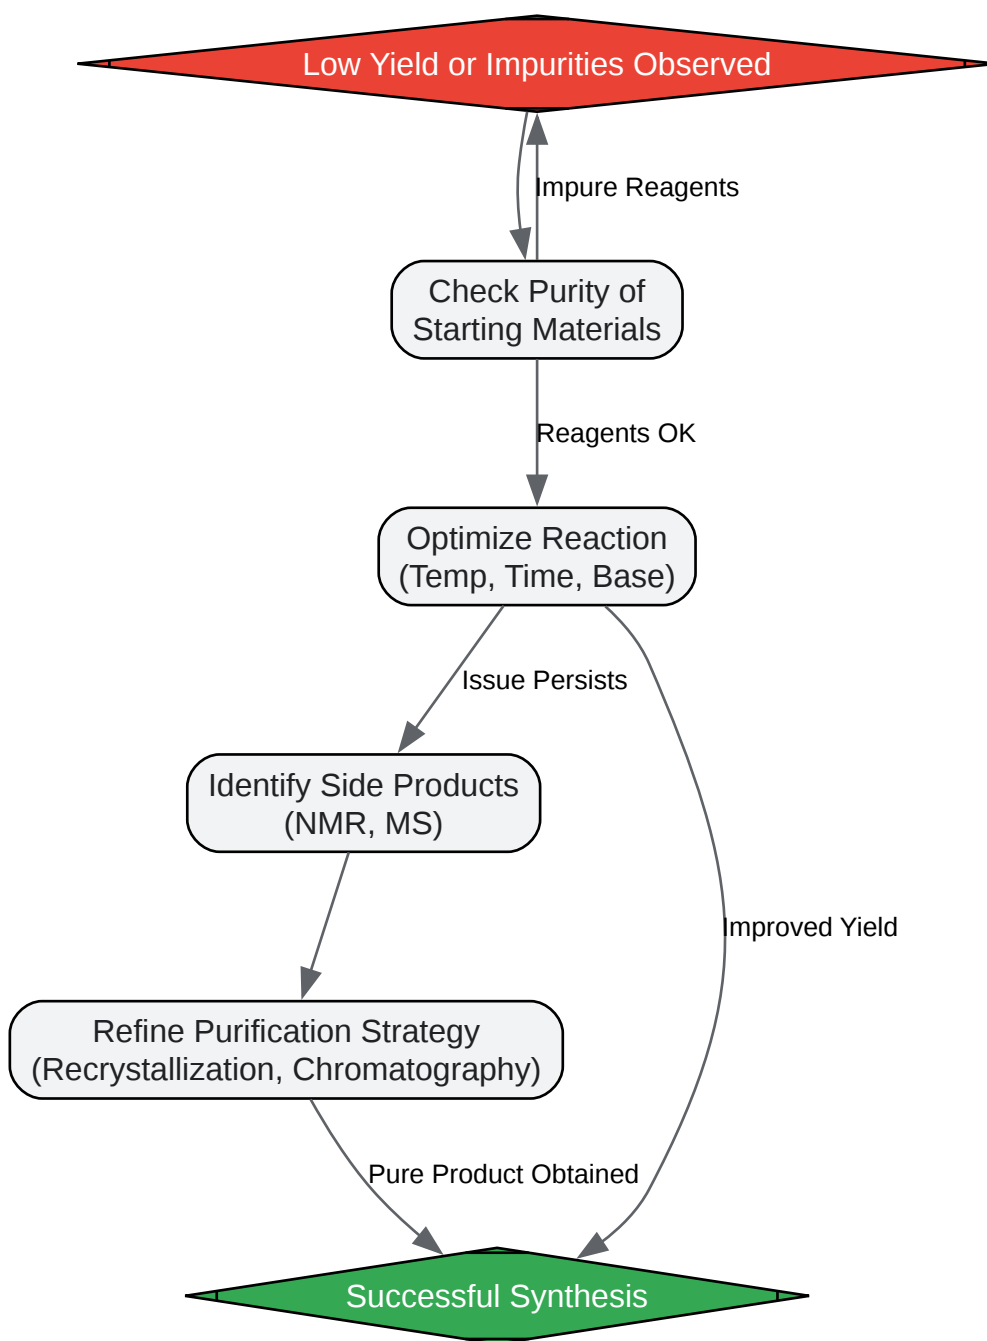 Low Yield or Impurities Observed
Impure Reagents
Check Purity of
Starting Materials
Reagents OK
Optimize Reaction
(Temp, Time, Base)
Issue Persists
Identify Side Products
(NMR, MS)
Improved Yield
Refine Purification Strategy
(Recrystallization, Chromatography)
Pure Product Obtained
Successful Synthesis